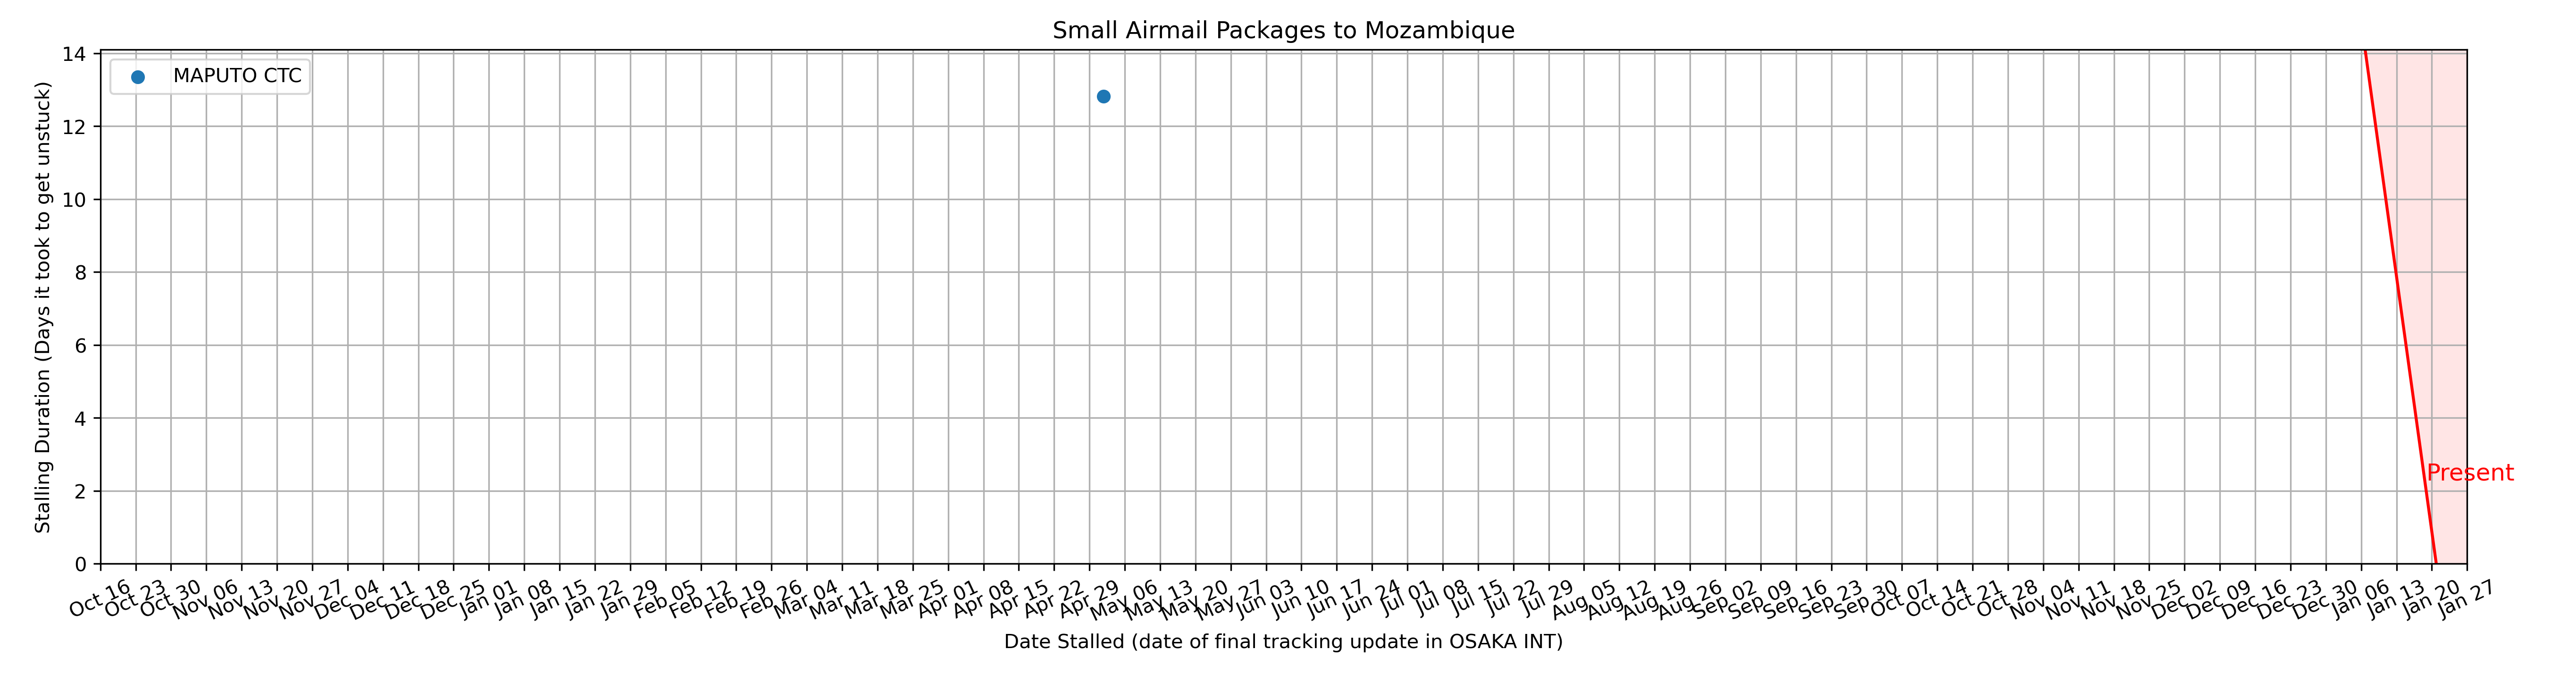 Small Airmail Packages to Mozambique
MAPUTO CTC
Stalling Duration (Days it took to get unstuck)
14
12
10
8
6
4
2
0
Present
Oct 16
Oct 23
Oct 30
Nov 06
Nov 13
Nov 20
Nov 27
Dec 04
Dec 11
Dec 18
Dec 25
Jan 01
Jan 08
Jan 15
Jan 22
Jan 29
Feb 05
Feb 12
Feb 19
Feb 26
Mar 04
Mar 11
Mar 18
Mar 25
Apr 01
Apr 08
Apr 15
Apr 22
Apr 29
May 06
May 13
May 20
May 27
Jun 03
Jun 10
Jun 17
Jun 24
Jul 01
Jul 08
Jul 15
Jul 22
Jul 29
Aug 05
Aug 12
Aug 19
Aug 26
Sep 02
Sep 09
Sep 16
Sep 23
Sep 30
Oct 07
Oct 14
Oct 21
Oct 28
Nov 04
Nov 11
Nov 18
Nov 25
Dec 02
Dec 09
Dec 16
Dec 23
Dec 30
Jan 06
Jan 13
Jan 20
Jan 27
Date Stalled (date of final tracking update in OSAKA INT)